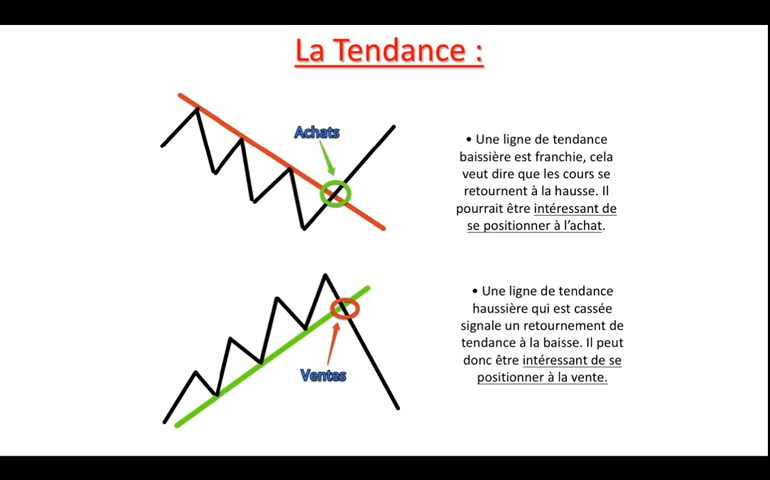 La Tendance :
Achats
• Une ligne de tendance
baissière est franchie, cela
veut dire que les cours se
retournent à la hausse. Il
pourrait être intéressant de
se positionner à l’achat.
• Une ligne de tendance
haussière qui est cassée
signale un retournement de
tendance à la baisse. Il peut
donc être intéressant de se
positionner à la vente.
Ventes